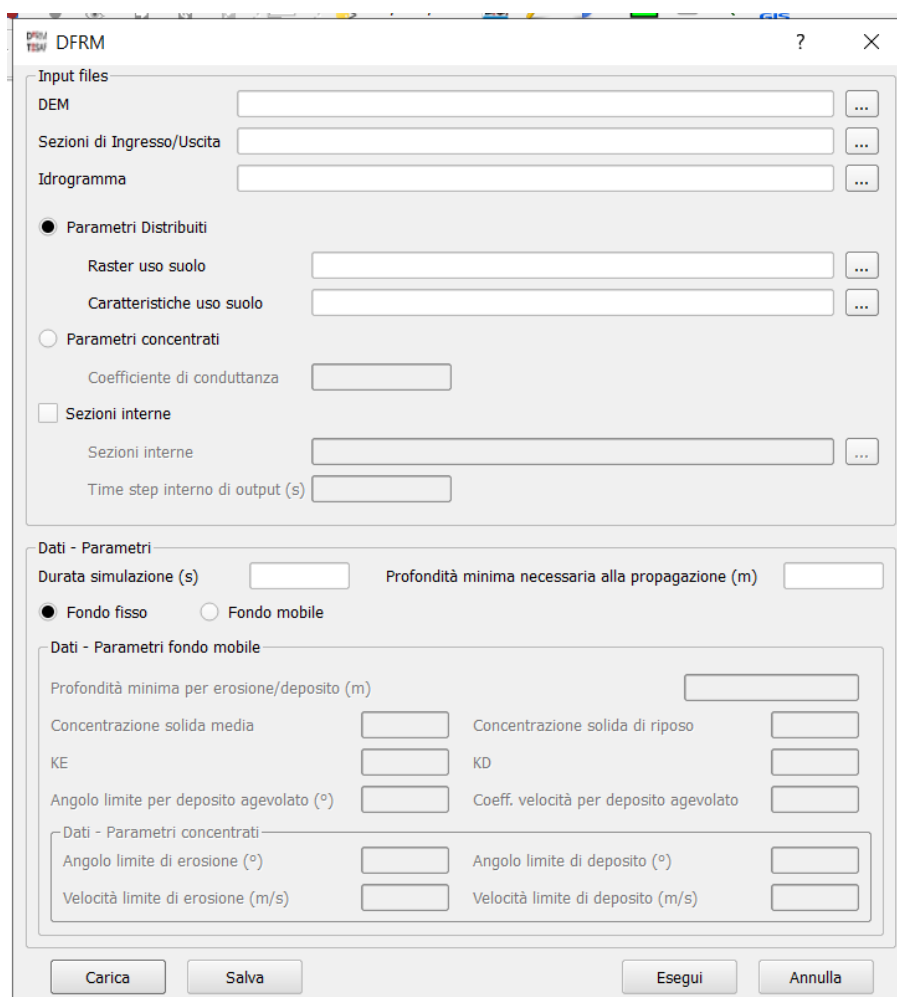 GIS
DFRM
TESAF
DFRM
?
Input files
DEM
...
Sezioni di Ingresso/Uscita
...
Idrogramma
...
Parametri Distribuiti
Raster uso suolo
...
Caratteristiche uso suolo
...
Parametri concentrati
Coefficiente di conduttanza
Sezioni interne
Sezioni interne
...
Time step interno di output (s)
Dati - Parametri
Durata simulazione (s) Profondità minima necessaria alla propagazione (m)
Fondo fisso Fondo mobile
Dati - Parametri fondo mobile
Profondità minima per erosione/deposito (m)
Concentrazione solida media Concentrazione solida di riposo
KE KD
Angolo limite per deposito agevolato (°) Coeff. velocità per deposito agevolato
Dati - Parametri concentrati
Angolo limite di erosione (°) Angolo limite di deposito (°)
Velocità limite di erosione (m/s) Velocità limite di deposito (m/s)
Carica Salva Esegui Annulla